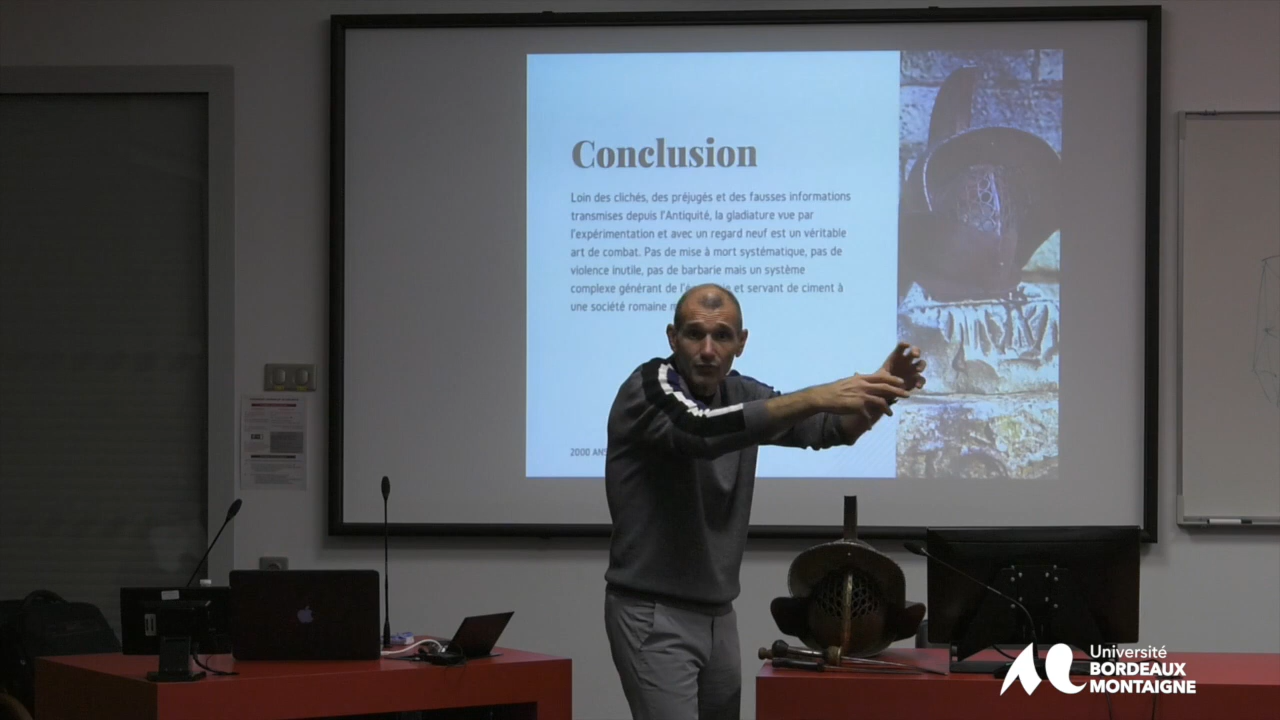 Conclusion
Loin des clichés, des préjugés et des fausses informations
transmises depuis l'Antiquité, la gladiature vue par
l'expérimentation et avec un regard neuf est un véritable
art de combat. Pas de mise à mort systématique, pas de
violence inutile, pas de barbarie mais un système
complexe générant de et servant de ciment à
une société romaine
2000 ANS
Université
BORDEAUX
MONTAIGNE